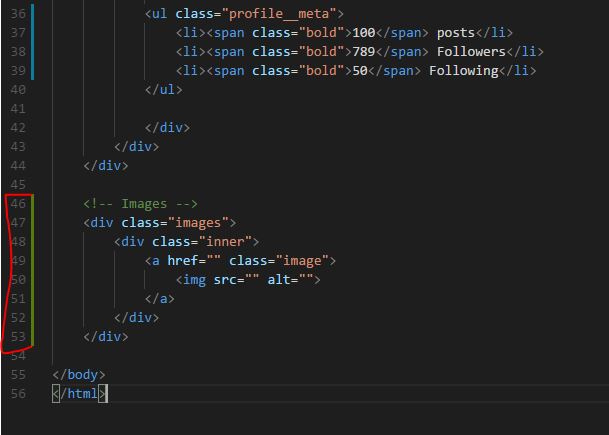 36 <ul class="profile__meta">
37 <li><span class="bold">100</span> posts</li>
38 <li><span class="bold">789</span> Followers</li>
39 <li><span class="bold">50</span> Following</li>
40 </ul>
41
42 </div>
43 </div>
44 </div>
45
46 <!-- Images -->
47 <div class="images">
48 <div class="inner">
49 <a href="" class="image">
50 <img src="" alt="">
51 </a>
52 </div>
53 </div>
54
55 </body>
56 </html>